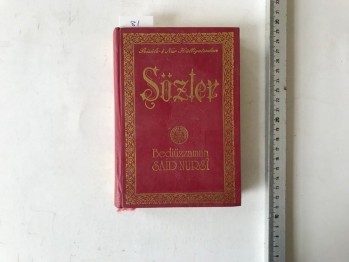 Risale-i Nur Külliyatından
Sözler
Bediüzzaman
SAİD NURSÎ